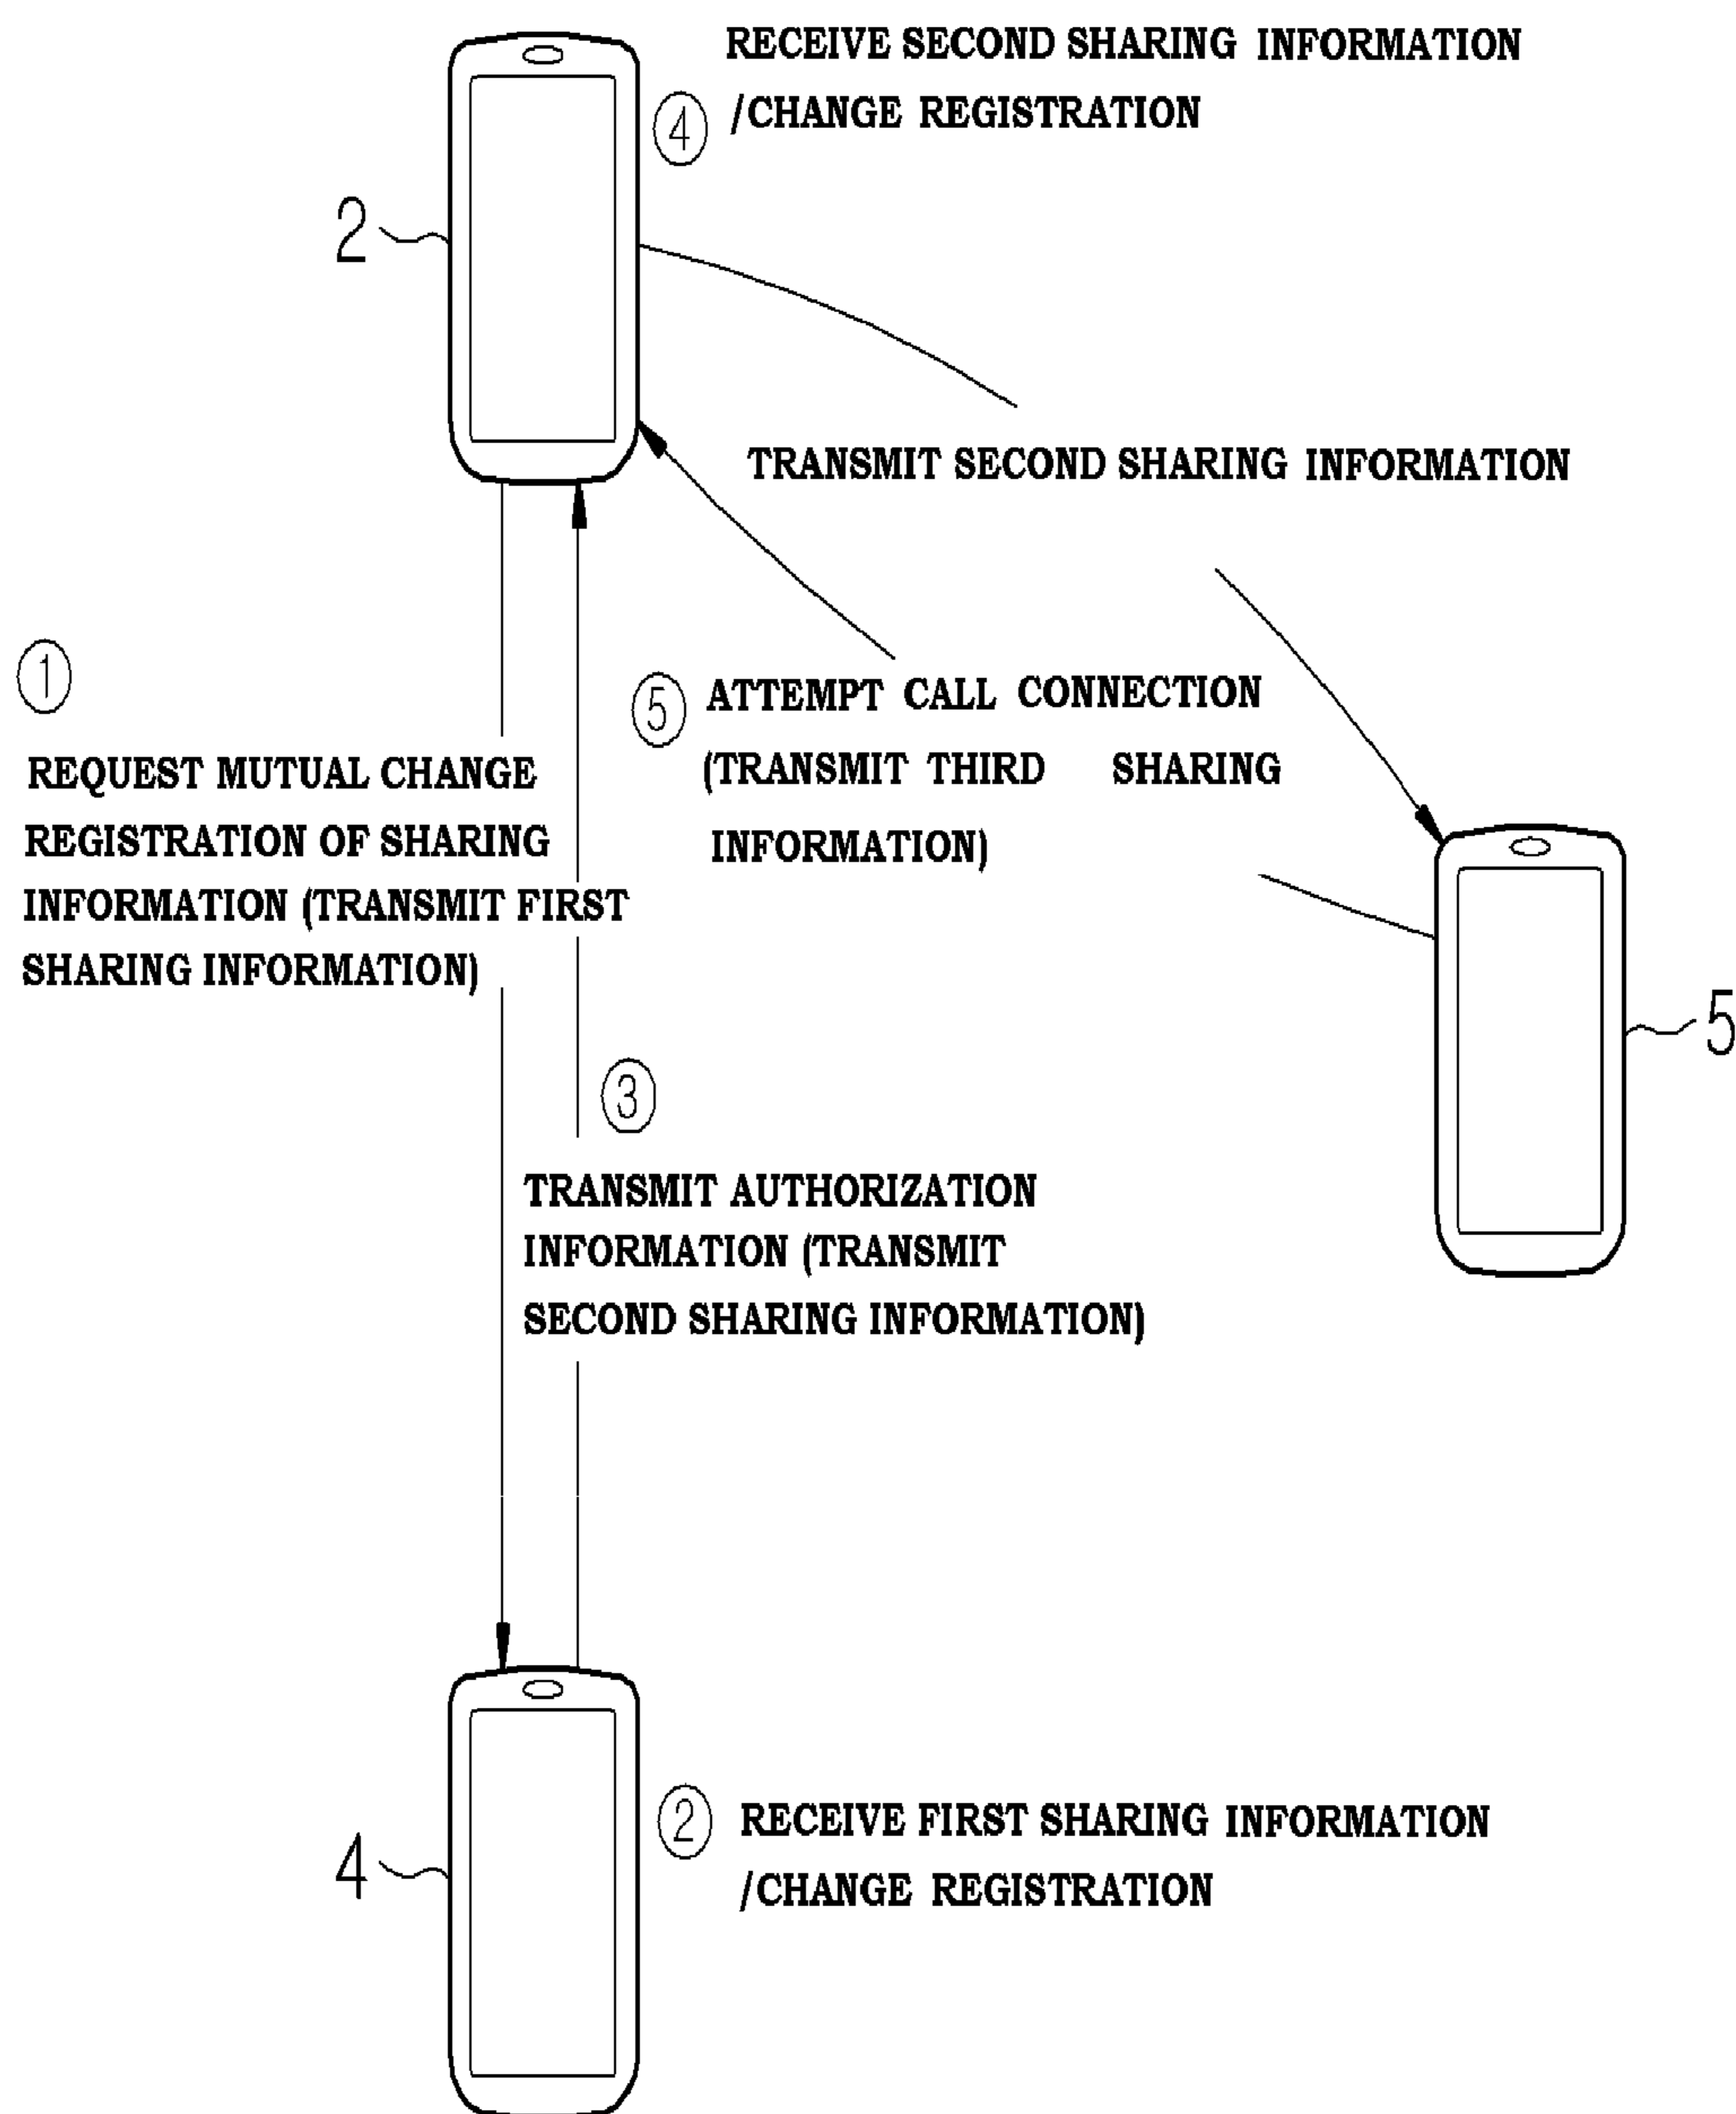 RECEIVE SECOND SHARING INFORMATION
④ /CHANGE REGISTRATION
2
TRANSMIT SECOND SHARING INFORMATION
①
REQUEST MUTUAL CHANGE
REGISTRATION OF SHARING
INFORMATION (TRANSMIT FIRST
SHARING INFORMATION)
⑤ ATTEMPT CALL CONNECTION
(TRANSMIT THIRD SHARING
INFORMATION)
5
③
TRANSMIT AUTHORIZATION
INFORMATION (TRANSMIT
SECOND SHARING INFORMATION)
② RECEIVE FIRST SHARING INFORMATION
/CHANGE REGISTRATION
4